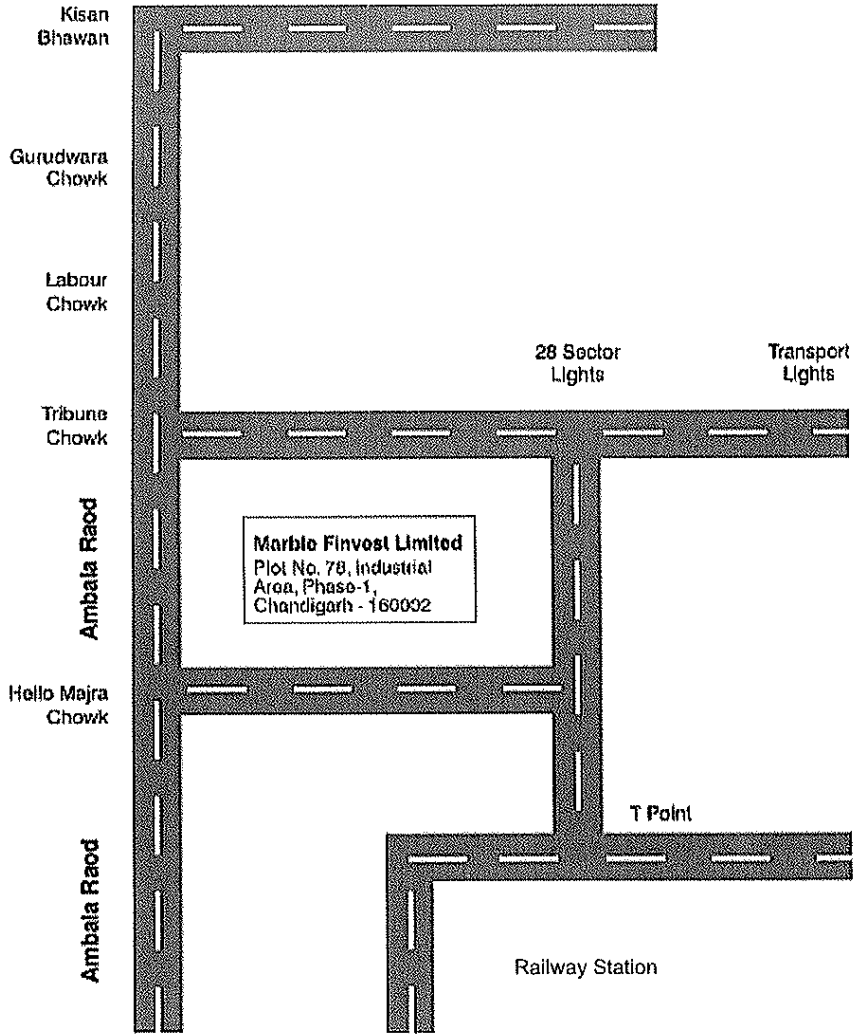 Kisan
Bhawan
Gurudwara
Chowk
Labour
Chowk
28 Sector
Lights
Transport
Lights
Tribune
Chowk
Ambala Raod
Marble Finvest Limited
Plot No. 78, Industrial
Area, Phase-1,
Chandigarh - 160002
Hello Majra
Chowk
T Point
Ambala Raod
Railway Station